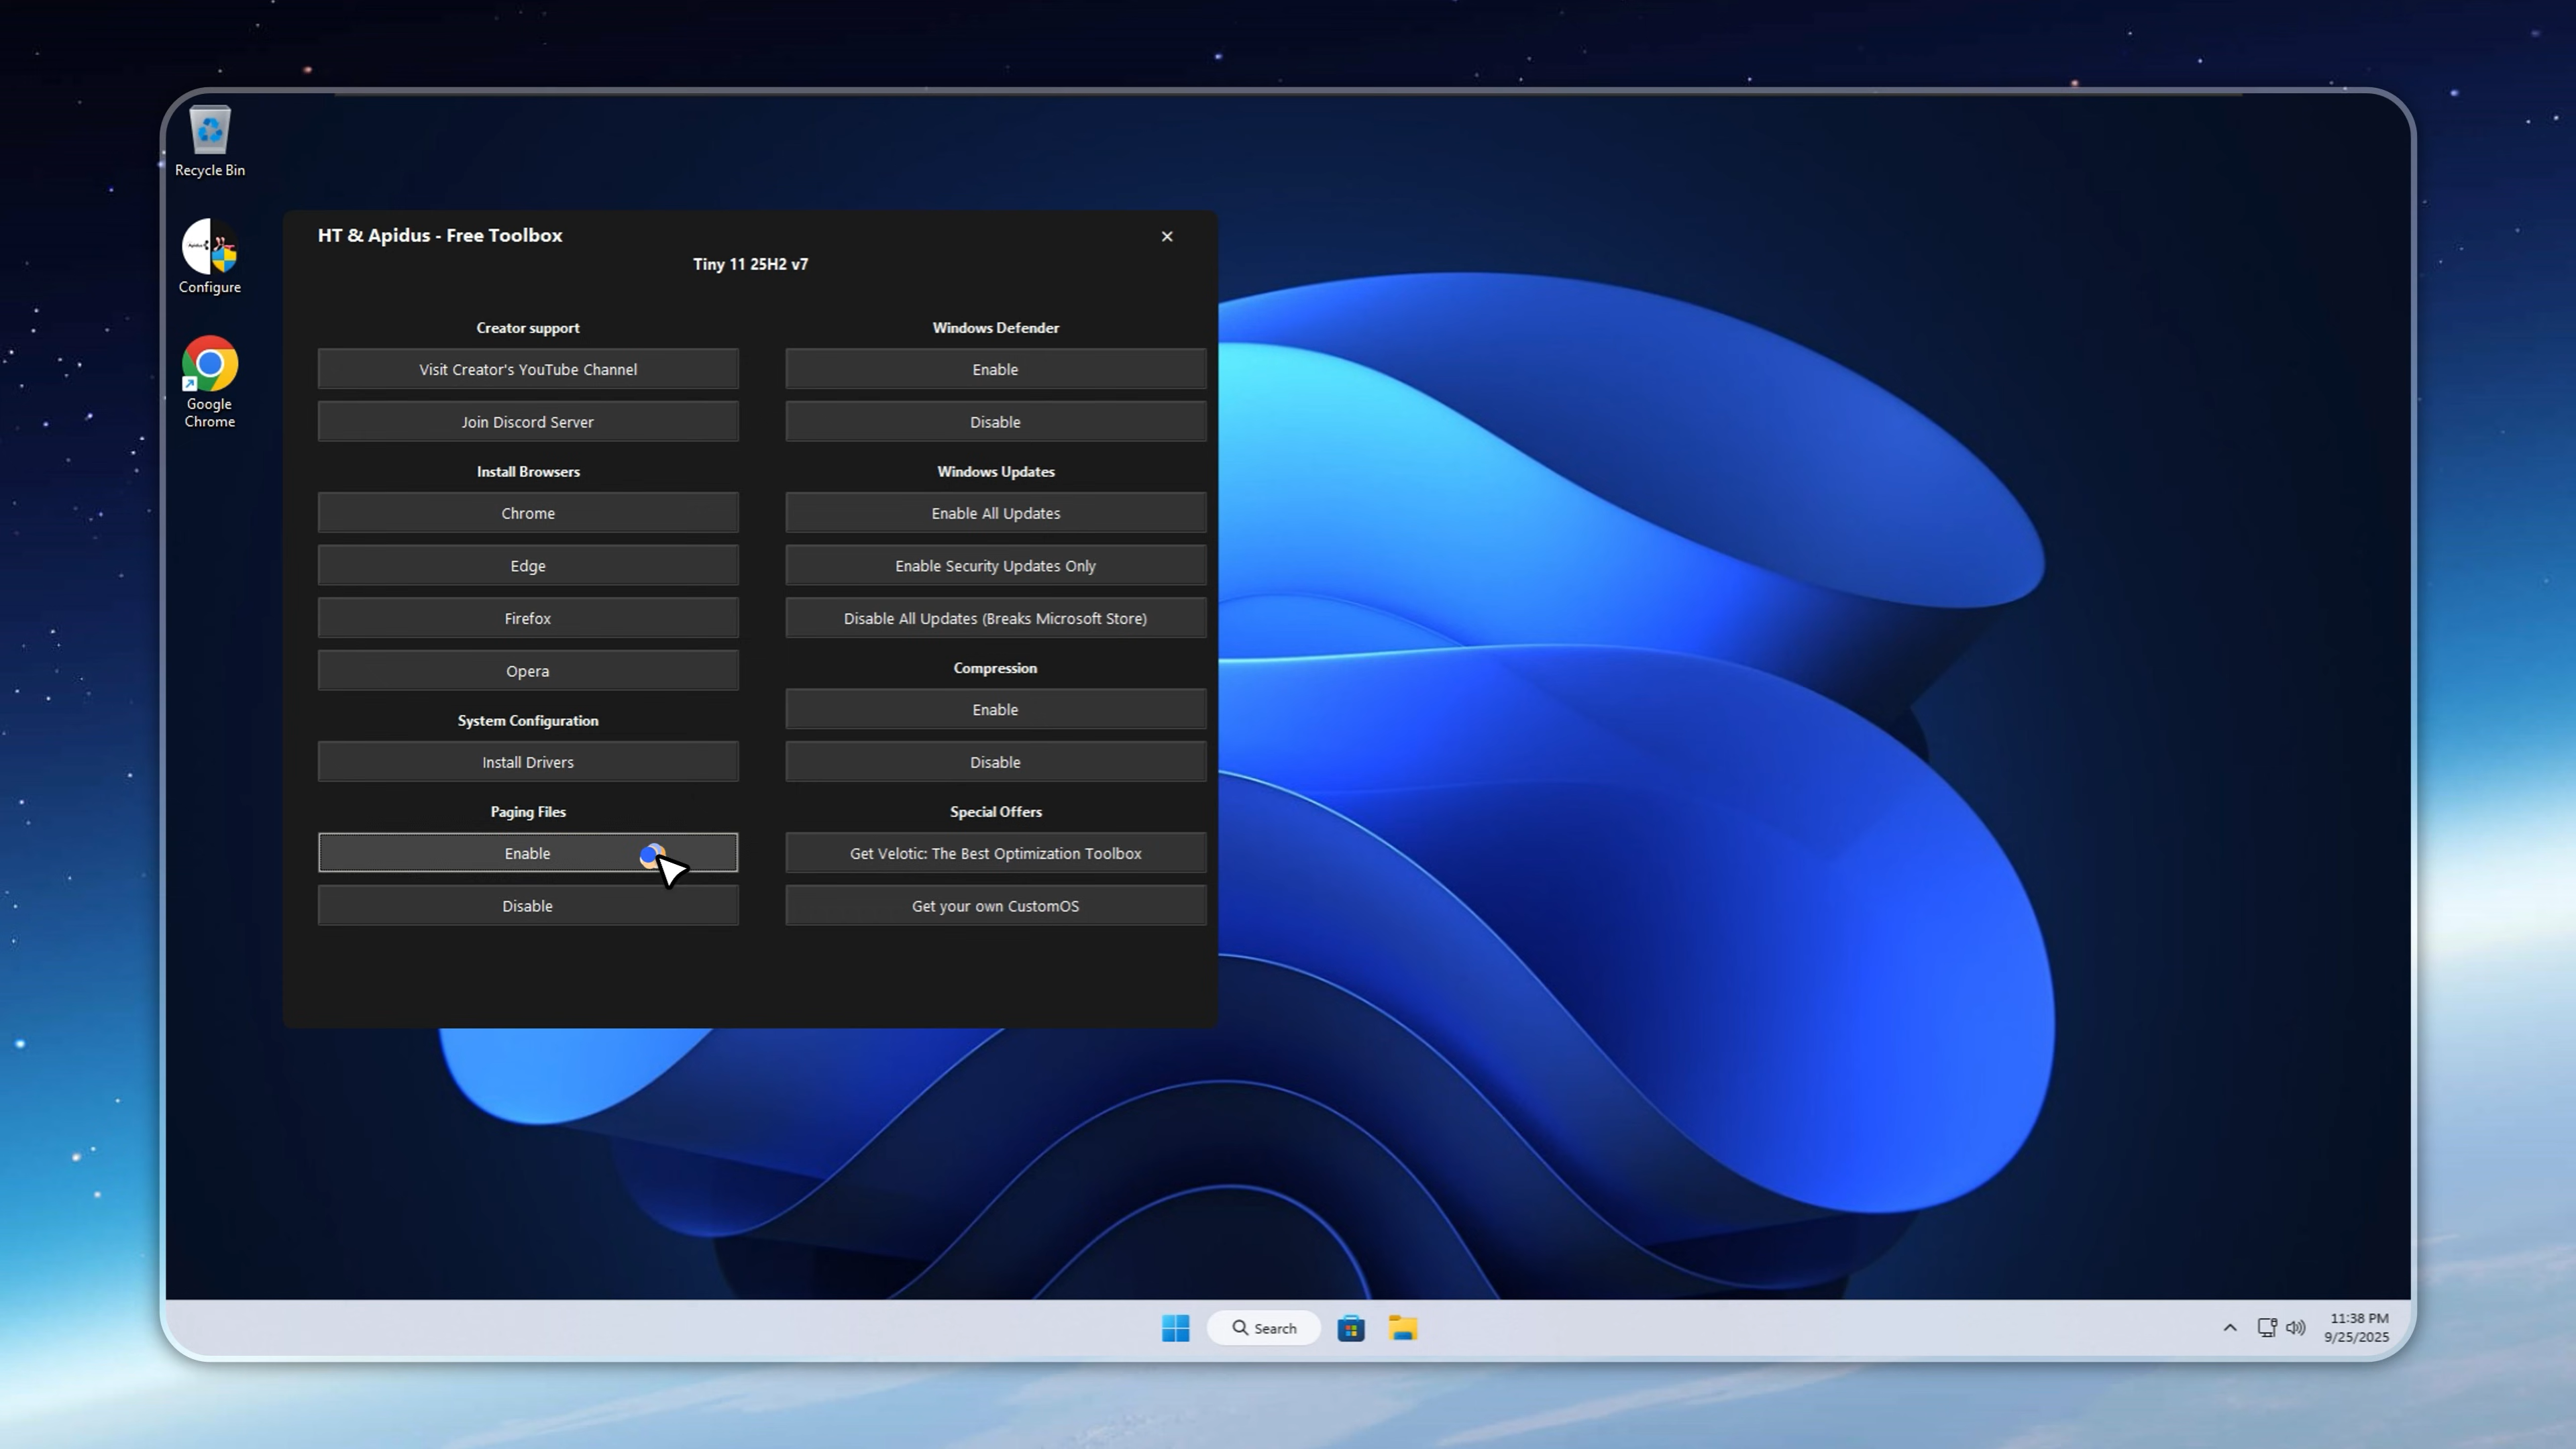 Recycle Bin
Configure
Google
Chrome
HT & Apidus - Free Toolbox
Tiny 11 25H2 v7
Creator support
Visit Creator's YouTube Channel
Join Discord Server
Install Browsers
Chrome
Edge
Firefox
Opera
System Configuration
Install Drivers
Paging Files
Enable
Disable
Windows Defender
Enable
Disable
Windows Updates
Enable All Updates
Enable Security Updates Only
Disable All Updates (Breaks Microsoft Store)
Compression
Enable
Disable
Special Offers
Get Velotic: The Best Optimization Toolbox
Get your own CustomOS
Search
11:38 PM
9/25/2025